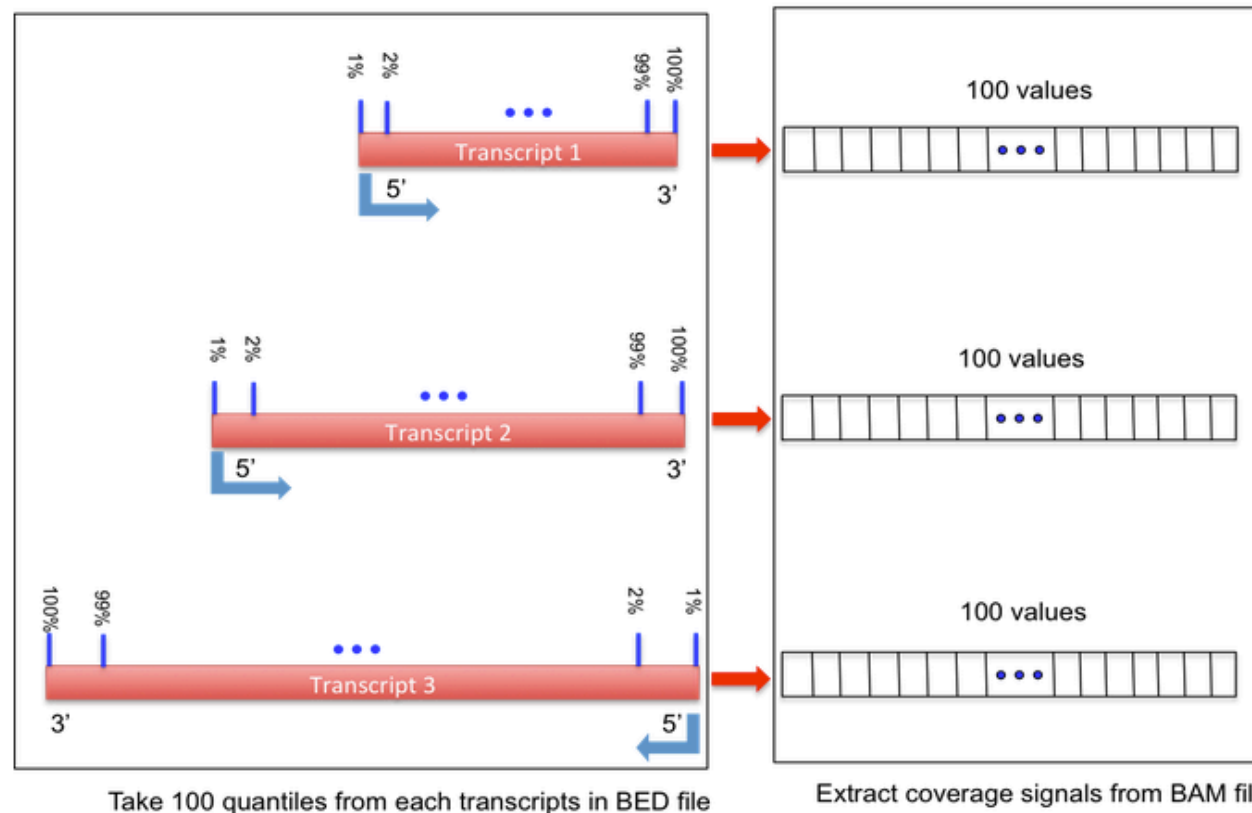 1%
2%
99%
100%
Transcript 1
5’
3’
100 values
1%
2%
99%
100%
Transcript 2
5’
3’
100 values
100%
99%
2%
1%
Transcript 3
3’
5’
100 values
Take 100 quantiles from each transcripts in BED file
Extract coverage signals from BAM fil